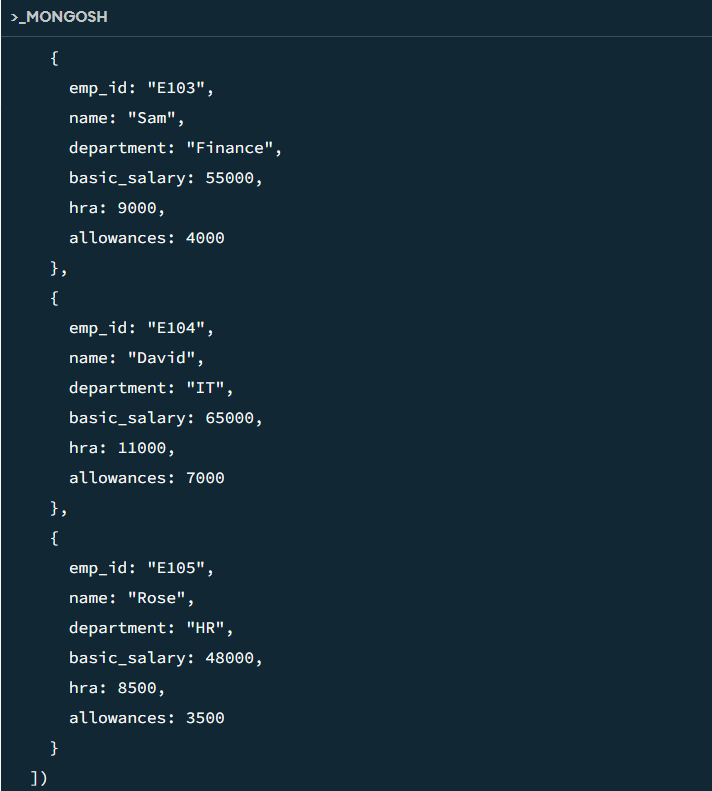 >_MONGOSH
{
emp_id: "E103",
name: "Sam",
department: "Finance",
basic_salary: 55000,
hra: 9000,
allowances: 4000
},
{
emp_id: "E104",
name: "David",
department: "IT",
basic_salary: 65000,
hra: 11000,
allowances: 7000
},
{
emp_id: "E105",
name: "Rose",
department: "HR",
basic_salary: 48000,
hra: 8500,
allowances: 3500
}
])